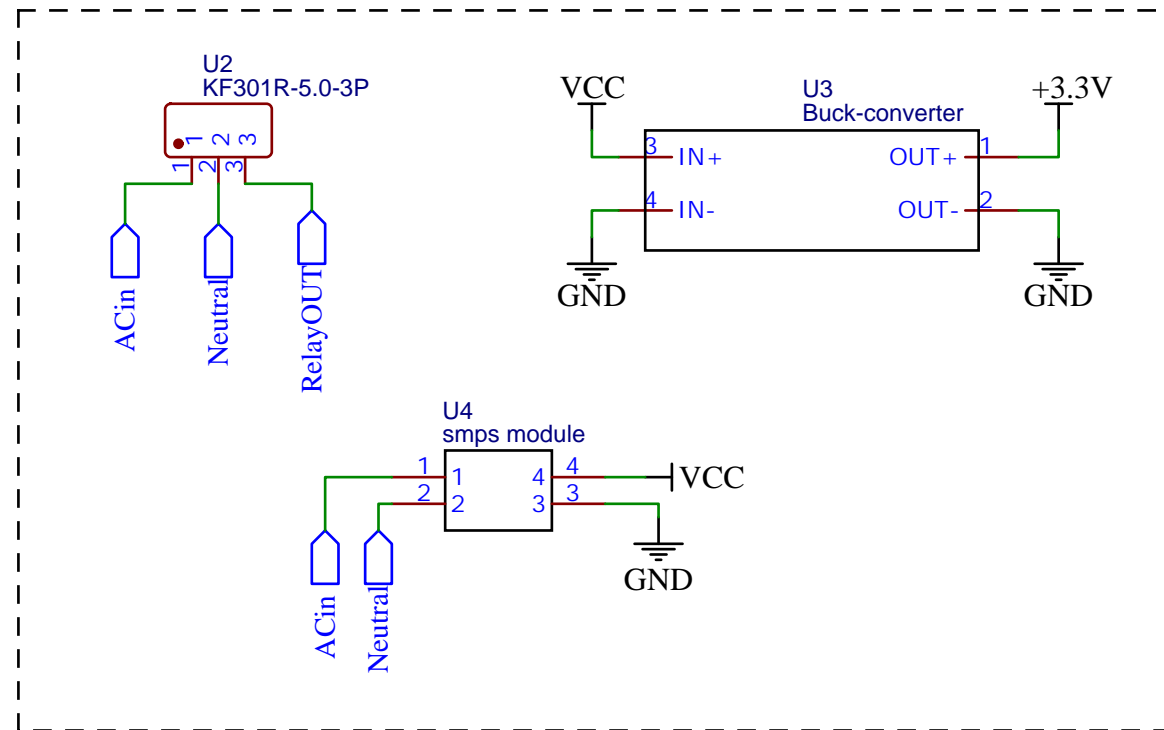 U2
KF301R-5.0-3P
1 2 3
1 2 3
ACin
Neutral
RelayOUT
VCC
U3
Buck-converter
+3.3V
3 IN+ OUT+ 1
4 IN- OUT- 2
GND
GND
U4
smps module
1 1 4 4
VCC
2 2 3 3
GND
ACin
Neutral